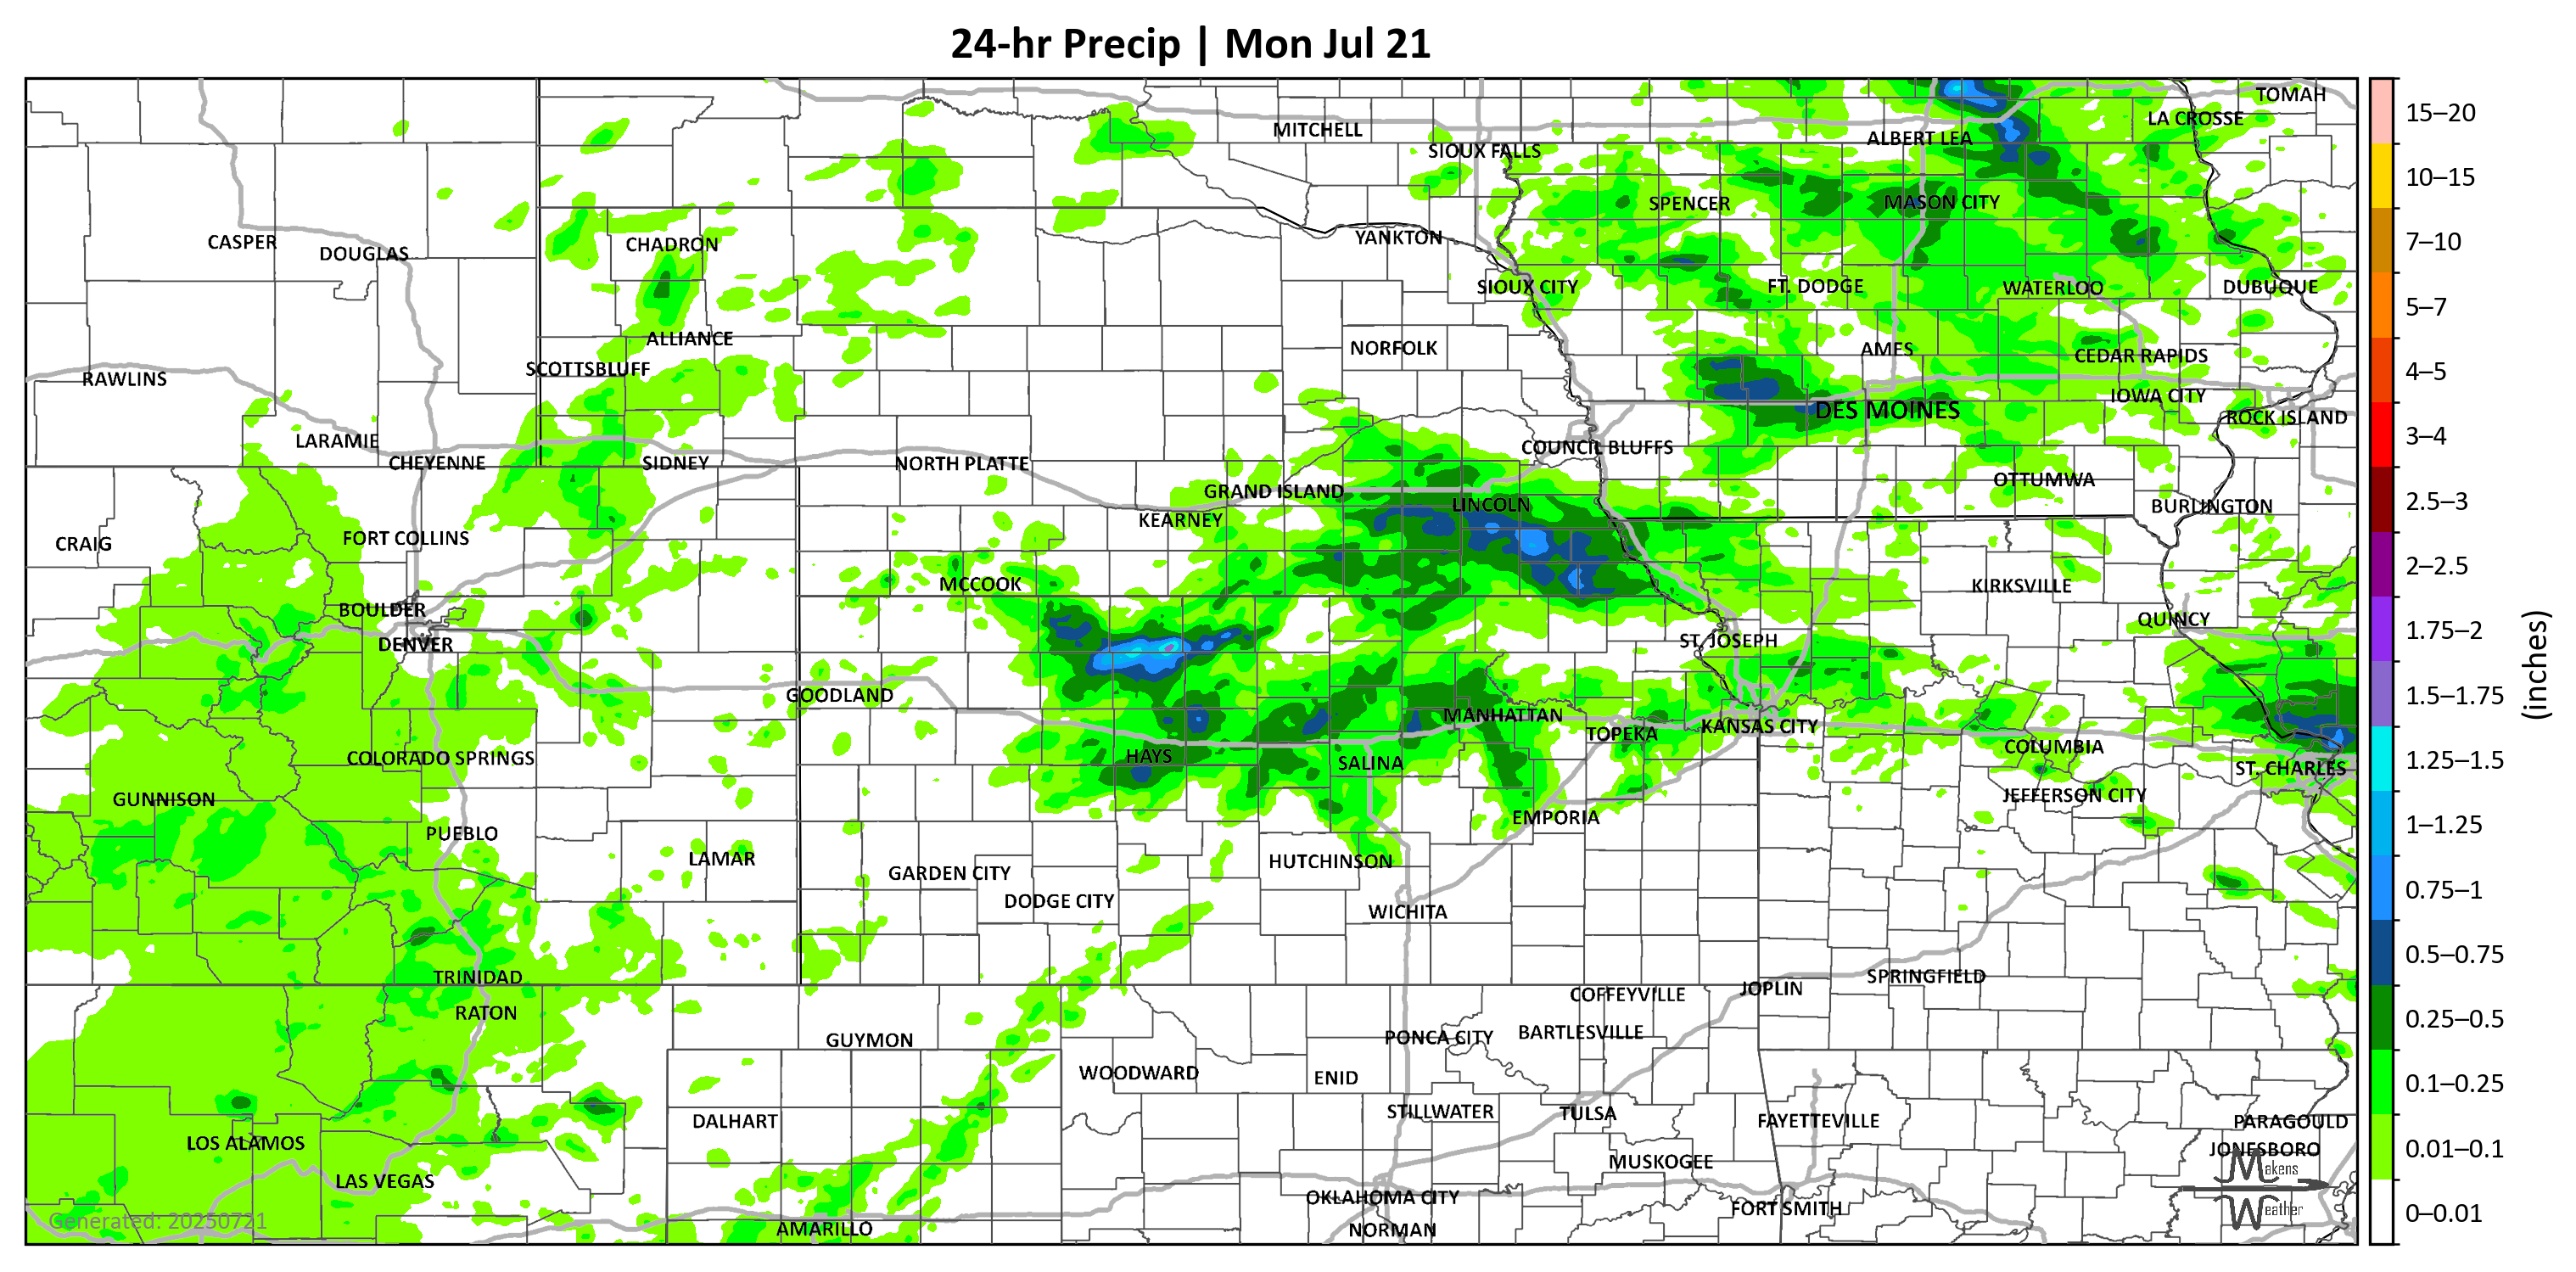 24-hr Precip | Mon Jul 21
TOMAH
LA CROSSE
MITCHELL
ALBERT LEA
SIOUX FALLS
SPENCER
MASON CITY
YANKTON
CASPER
CHADRON
DOUGLAS
SIOUX CITY
FT. DODGE
WATERLOO
DUBUQUE
ALLIANCE
NORFOLK
AMES
CEDAR RAPIDS
SCOTTSBLUFF
RAWLINS
IOWA CITY
DES MOINES
ROCK ISLAND
LARAMIE
COUNCIL BLUFFS
CHEYENNE
SIDNEY
NORTH PLATTE
OTTUMWA
GRAND ISLAND
LINCOLN
BURLINGTON
KEARNEY
FORT COLLINS
CRAIG
MCCOOK
KIRKSVILLE
BOULDER
QUINCY
DENVER
ST. JOSEPH
GOODLAND
MANHATTAN
KANSAS CITY
TOPEKA
COLUMBIA
HAYS
COLORADO SPRINGS
SALINA
ST. CHARLES
GUNNISON
JEFFERSON CITY
EMPORIA
PUEBLO
LAMAR
HUTCHINSON
GARDEN CITY
DODGE CITY
WICHITA
TRINIDAD
SPRINGFIELD
JOPLIN
COFFEYVILLE
RATON
BARTLESVILLE
PONCA CITY
GUYMON
WOODWARD
ENID
STILLWATER
TULSA
DALHART
FAYETTEVILLE
PARAGOULD
LOS ALAMOS
JONESBORO
MUSKOGEE
LAS VEGAS
OKLAHOMA CITY
FORT SMITH
AMARILLO
NORMAN
Generated: 20250721
Makens
Weather
15–20
10–15
7–10
5–7
4–5
3–4
2.5–3
2–2.5
1.75–2
1.5–1.75
1.25–1.5
1–1.25
0.75–1
0.5–0.75
0.25–0.5
0.1–0.25
0.01–0.1
0–0.01
(inches)